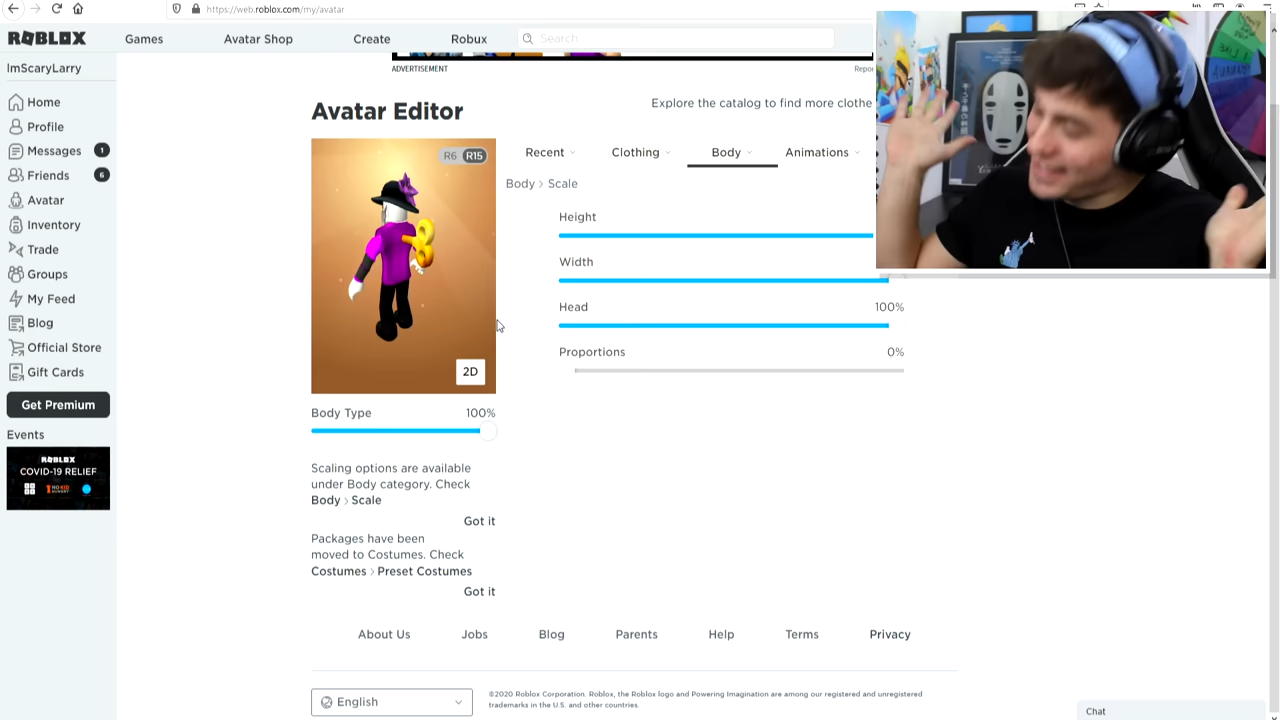 https://web.roblox.com/my/avatar
ROBLOX
Games
Avatar Shop
Create
Robux
Search
ImScaryLarry
Home
Profile
Messages 1
Friends 6
Avatar
Inventory
Trade
Groups
My Feed
Blog
Official Store
Gift Cards
Get Premium
Events
ROBLOX
COVID-19 RELIEF
ADVERTISEMENT
Repor
Avatar Editor
Explore the catalog to find more clothe
R6 R15
2D
Recent
Clothing
Body
Animations
Body > Scale
Height
Width
Head 100%
Proportions 0%
Body Type 100%
Scaling options are available
under Body category. Check
Body > Scale
Got it
Packages have been
moved to Costumes. Check
Costumes > Preset Costumes
Got it
About Us
Jobs
Blog
Parents
Help
Terms
Privacy
English
©2020 Roblox Corporation. Roblox, the Roblox logo and Powering Imagination are among our registered and unregistered
trademarks in the U.S. and other countries.
Chat